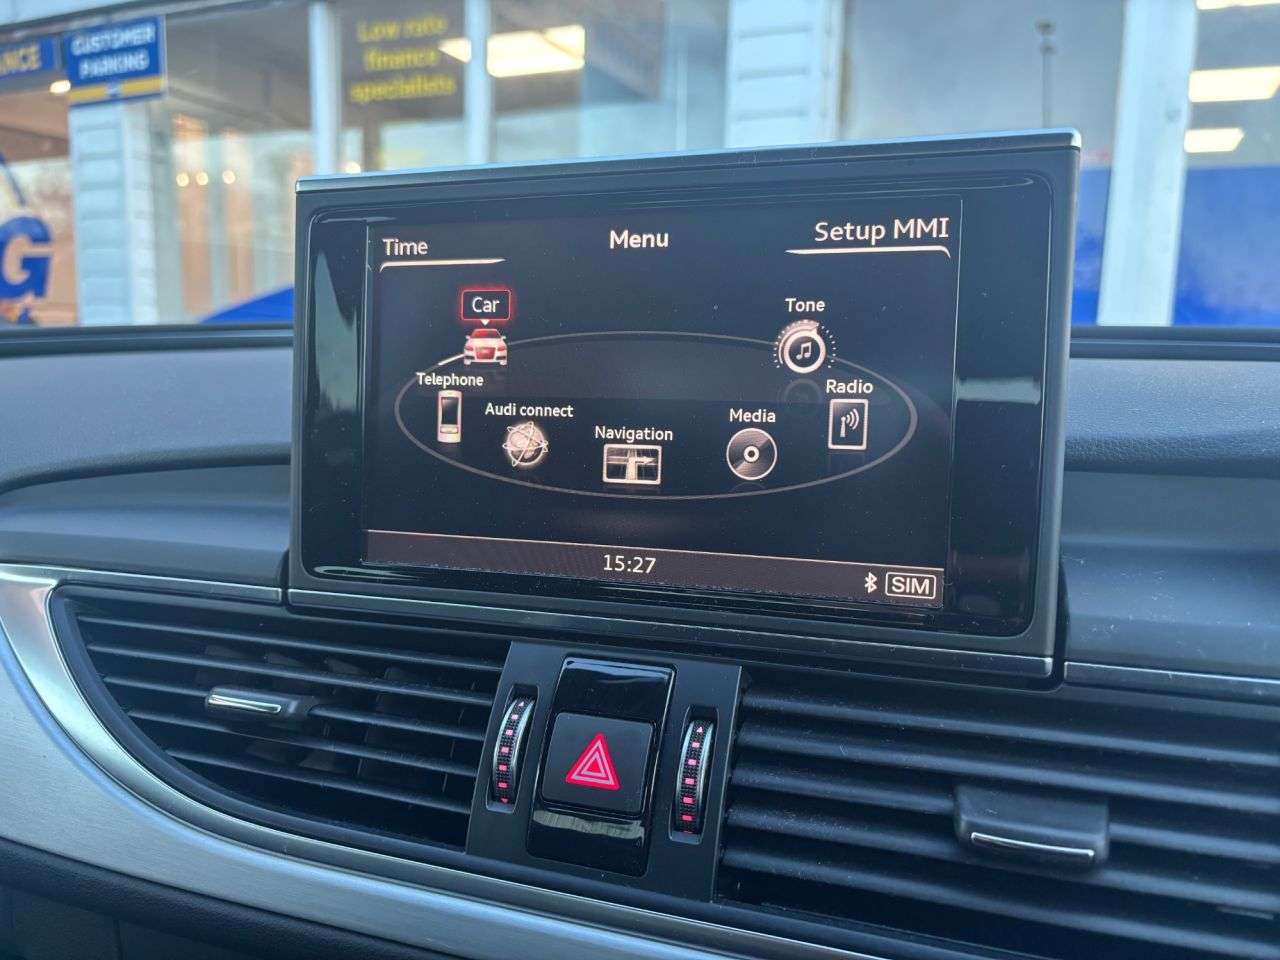 CUSTOMER
PARKING
Low rate
finance
specialists
G
Time
Menu
Setup MMI
Car
Tone
Telephone
Radio
Audi connect
Media
Navigation
15:27
SIM